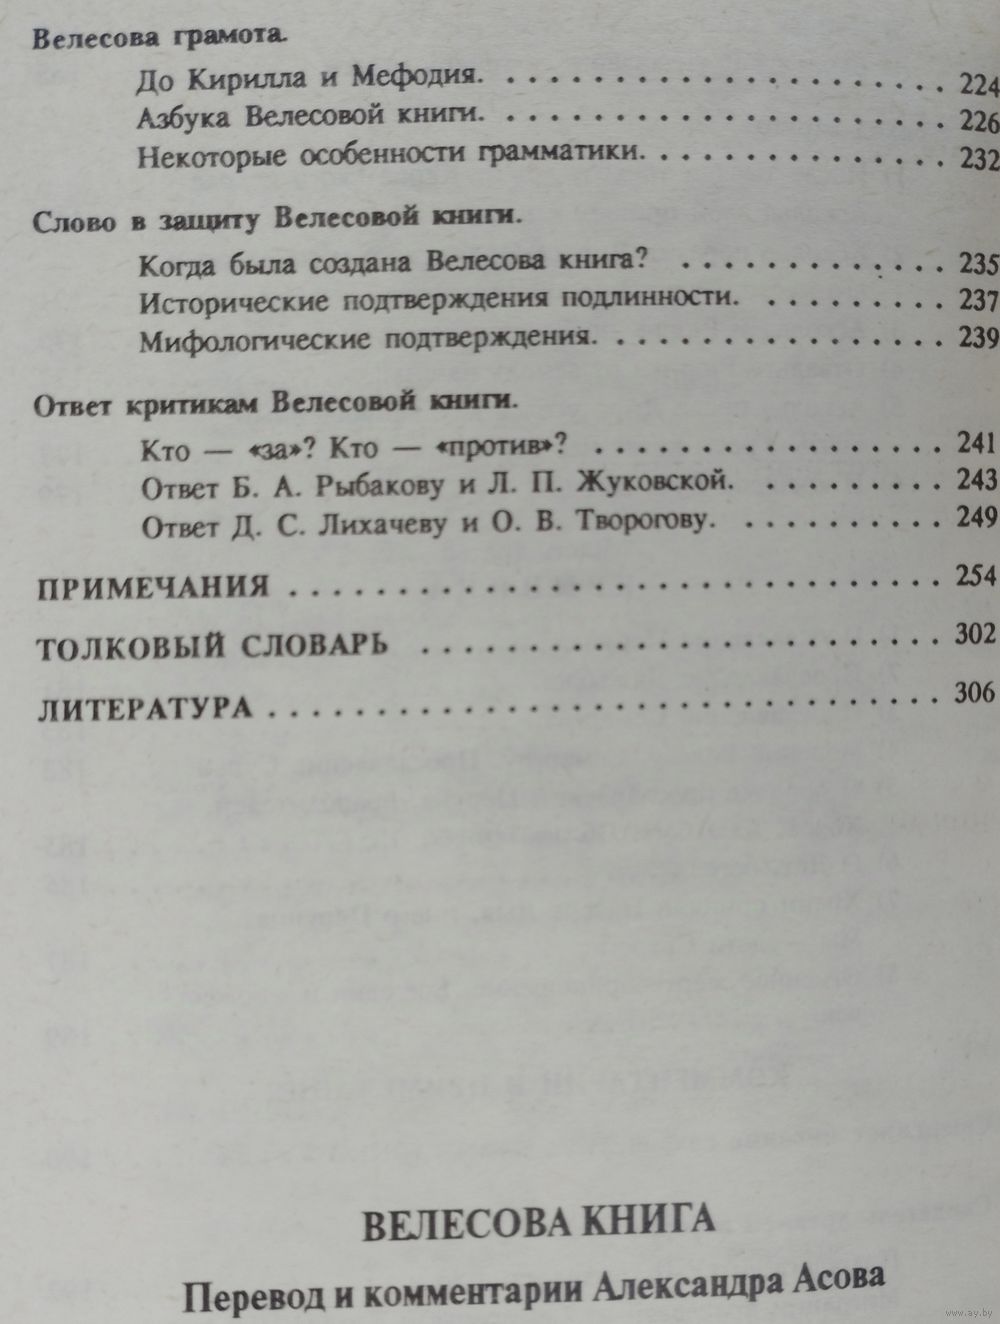 Велесова грамота.
До Кирилла и Мефодия. . . . . . . . . . . . . . . . 224
Азбука Велесовой книги. . . . . . . . . . . . . . . . 226
Некоторые особенности грамматики. . . . . . . . . . . 232
Слово в защиту Велесовой книги.
Когда была создана Велесова книга? . . . . . . . . . . 235
Исторические подтверждения подлинности. . . . . . . . 237
Мифологические подтверждения. . . . . . . . . . . . . 239
Ответ критикам Велесовой книги.
Кто — «за»? Кто — «против»? . . . . . . . . . . . . . 241
Ответ Б. А. Рыбакову и Л. П. Жуковской. . . . . . . . 243
Ответ Д. С. Лихачеву и О. В. Творогову. . . . . . . . 249
ПРИМЕЧАНИЯ . . . . . . . . . . . . . . . . . . . . . . . . 254
ТОЛКОВЫЙ СЛОВАРЬ . . . . . . . . . . . . . . . . . . . 302
ЛИТЕРАТУРА . . . . . . . . . . . . . . . . . . . . . . . . . 306
ВЕЛЕСОВА КНИГА
Перевод и комментарии Александра Асова
www.ay.by